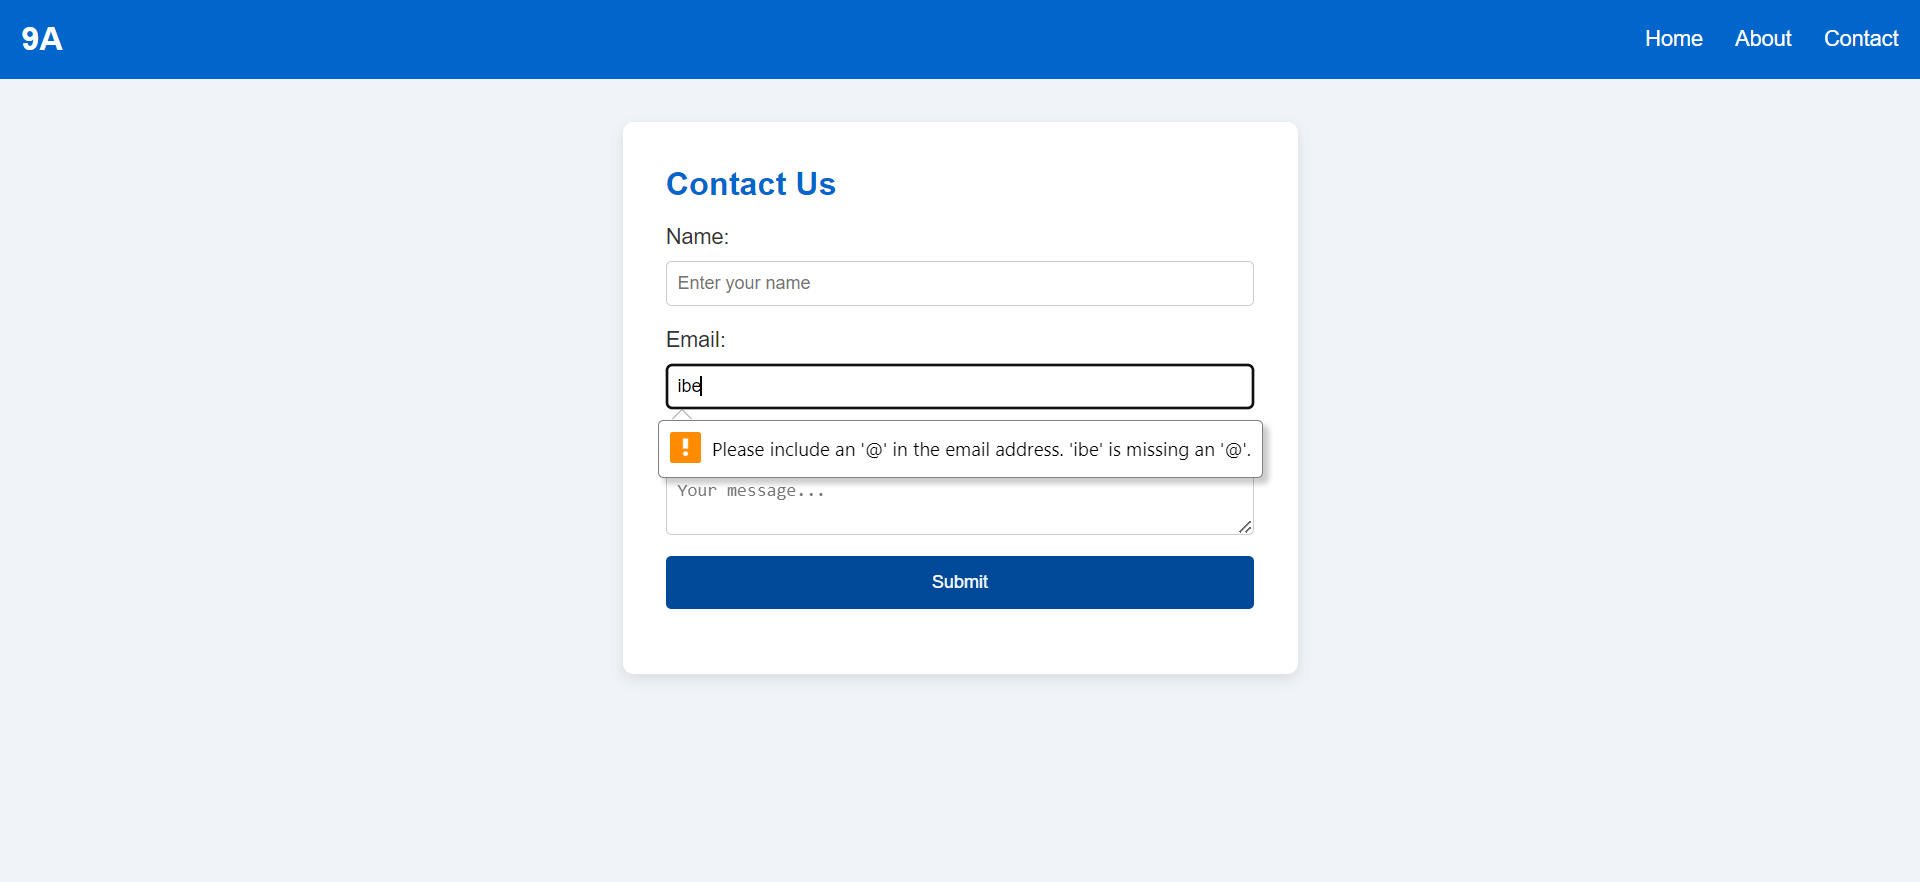 9A
Home About Contact
Contact Us
Name:
Enter your name
Email:
ibe
Please include an '@' in the email address. 'ibe' is missing an '@'.
Your message...
Submit